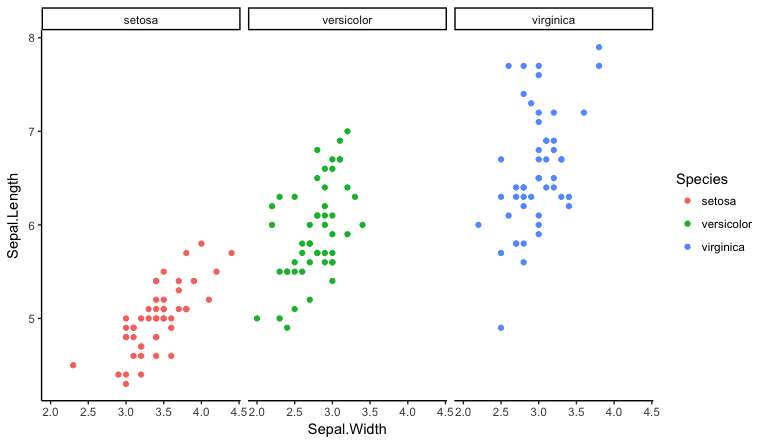 setosa
versicolor
virginica
8
7
6
5
Sepal.Length
2.0 2.5 3.0 3.5 4.0 4.5 2.0 2.5 3.0 3.5 4.0 4.5 2.0 2.5 3.0 3.5 4.0 4.5
Sepal.Width
Species
setosa
versicolor
virginica